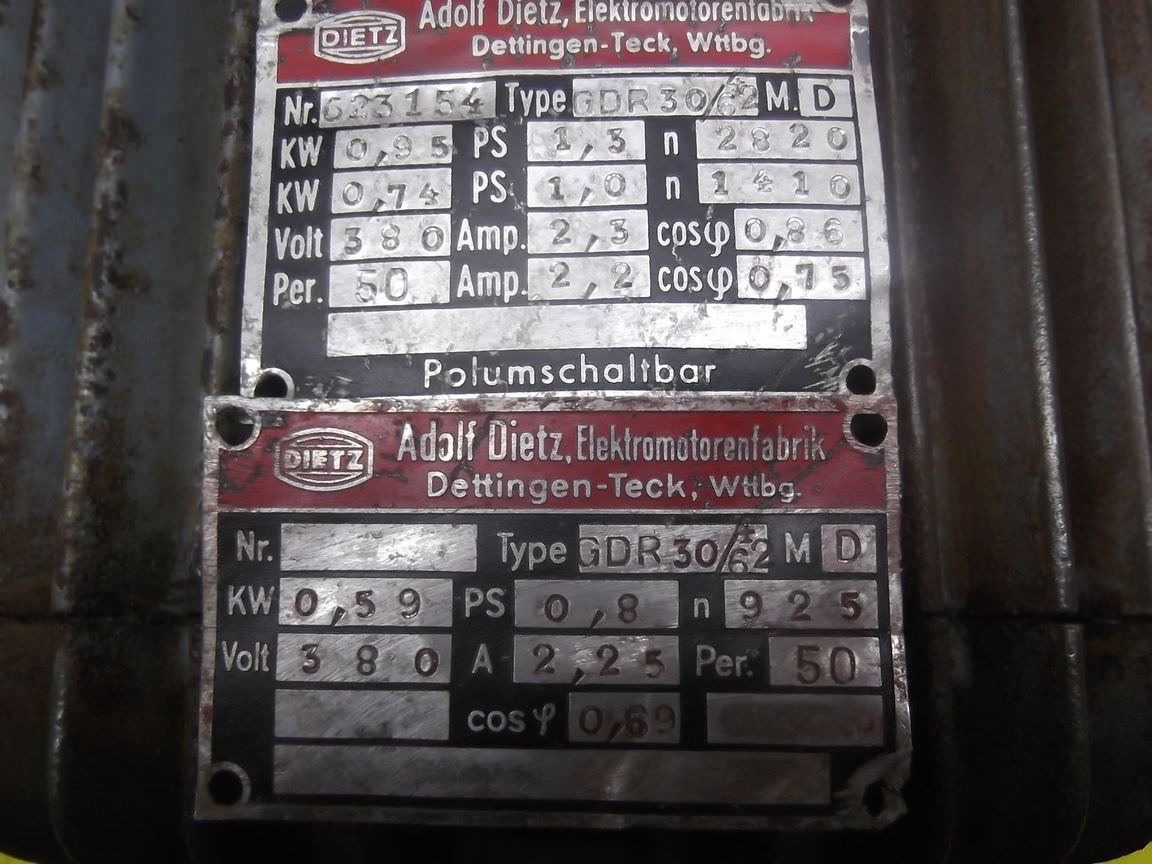 DIETZ Adolf Dietz, Elektromotorenfabrik
Dettingen-Teck, Wttbg.
Nr. 623154 Type GDR 30/4/62 M. D
KW 0,95 PS 1,3 n 2820
KW 0,74 PS 1,0 n 1410
Volt 380 Amp. 2,3 cosφ 0,86
Per. 50 Amp. 2,2 cosφ 0,75
Polumschaltbar
DIETZ Adolf Dietz, Elektromotorenfabrik
Dettingen-Teck, Wttbg.
Nr. Type GDR 30/4/62 M D
KW 0,59 PS 0,8 n 925
Volt 380 A 2,25 Per. 50
cos φ 0,69